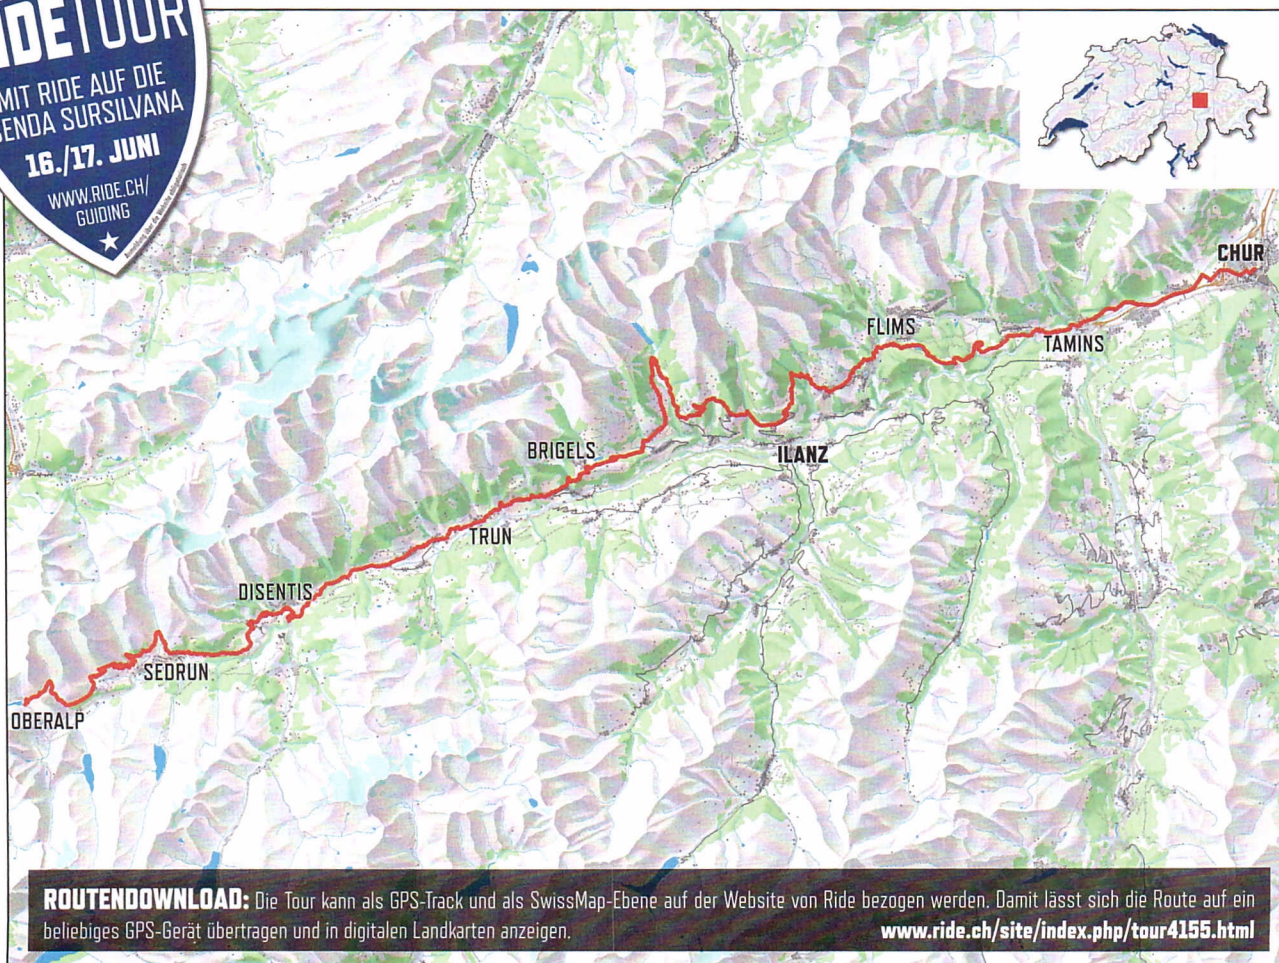 TOUR
MIT RIDE AUF DIE
SENDA SURSILVANA
16./17. JUNI
WWW.RIDE.CH/
GUIDING
CHUR
FLIMS
TAMINS
BRIGELS
ILANZ
TRUN
DISENTIS
SEDRUN
OBERALP
ROUTENDOWNLOAD: Die Tour kann als GPS-Track und als SwissMap-Ebene auf der Website von Ride bezogen werden. Damit lässt sich die Route auf ein
beliebiges GPS-Gerät übertragen und in digitalen Landkarten anzeigen. www.ride.ch/site/index.php/tour4155.html